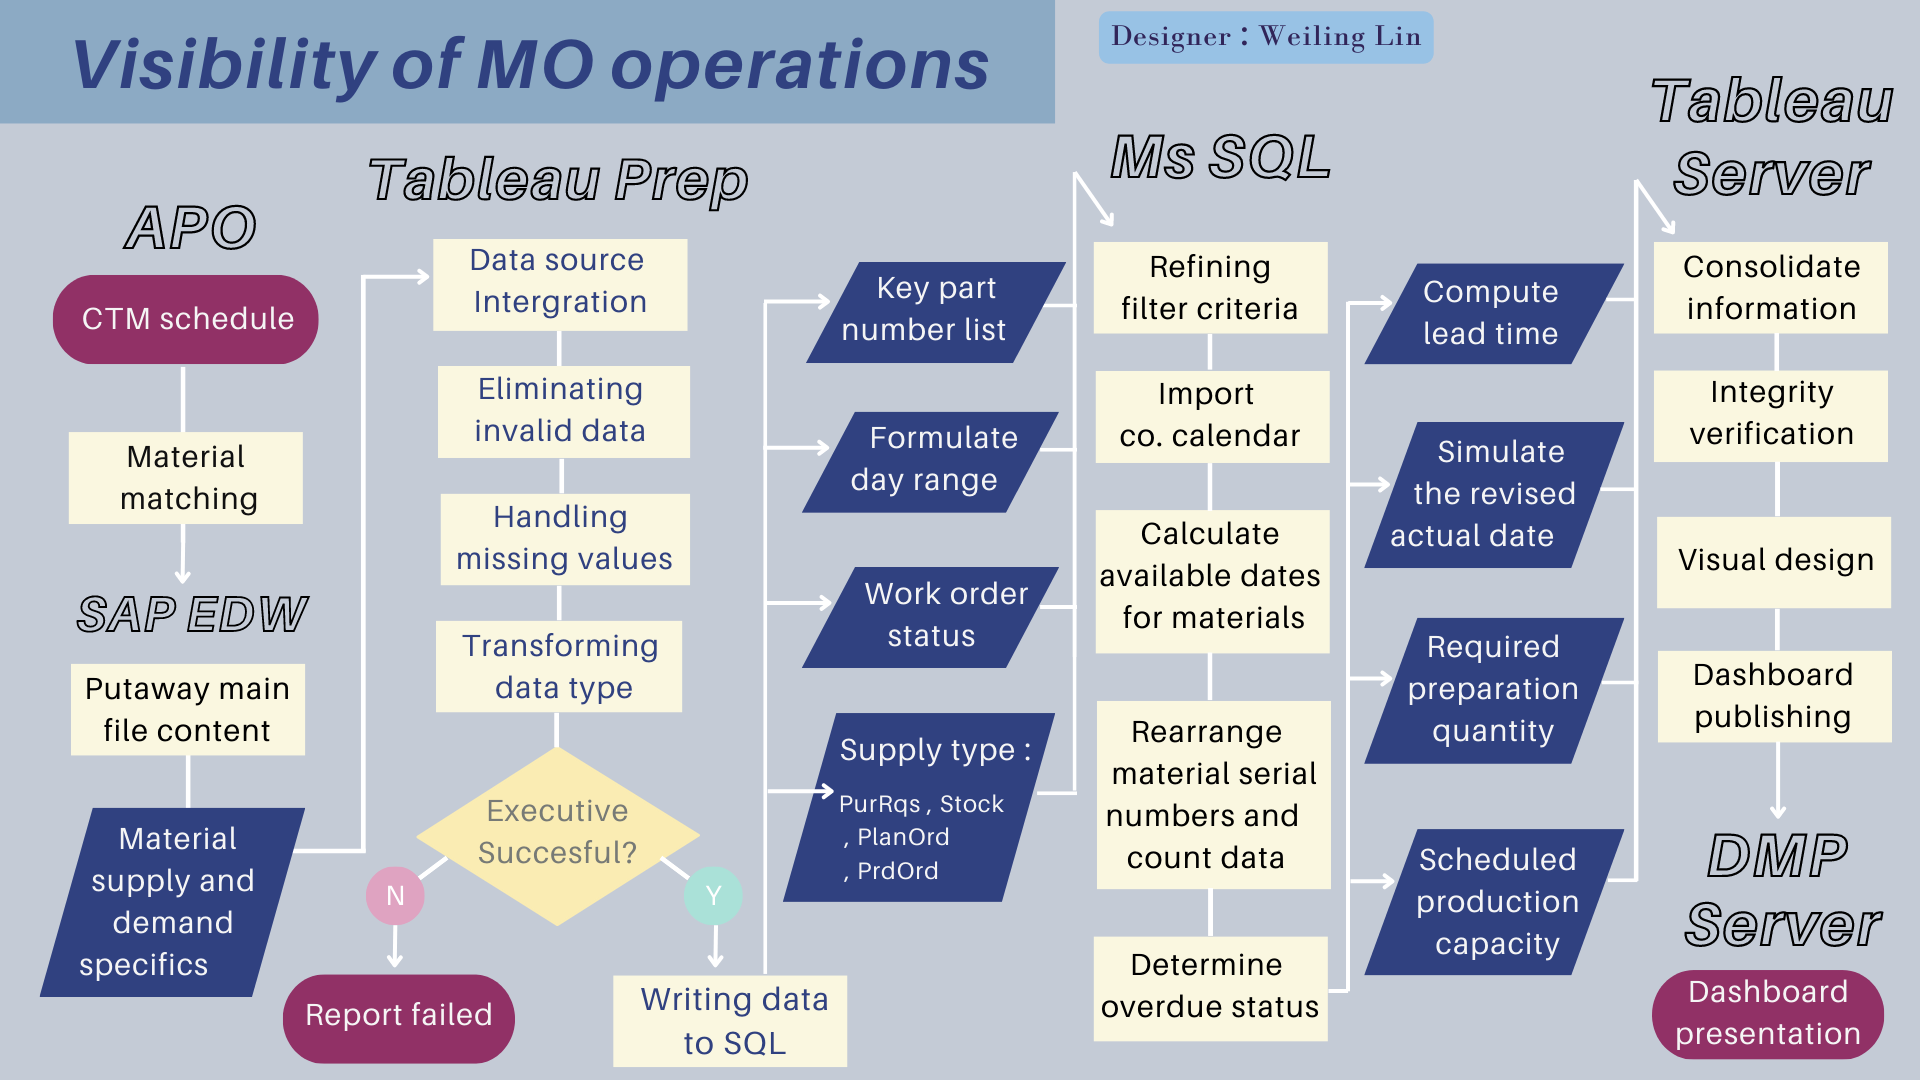 Visibility of MO operations
Designer : Weiling Lin
APO
CTM schedule
Material
matching
SAP EDW
Putaway main
file content
Material
supply and
demand
specifics
Tableau Prep
Data source
Intergration
Eliminating
invalid data
Handling
missing values
Transforming
data type
Executive
Succesful?
N
Y
Report failed
Writing data
to SQL
Key part
number list
Formulate
day range
Work order
status
Supply type :
PurRqs , Stock
, PlanOrd
, PrdOrd
Ms SQL
Refining
filter criteria
Import
co. calendar
Calculate
available dates
for materials
Rearrange
material serial
numbers and
count data
Determine
overdue status
Compute
lead time
Simulate
the revised
actual date
Required
preparation
quantity
Scheduled
production
capacity
Tableau
Server
Consolidate
information
Integrity
verification
Visual design
Dashboard
publishing
DMP
Server
Dashboard
presentation